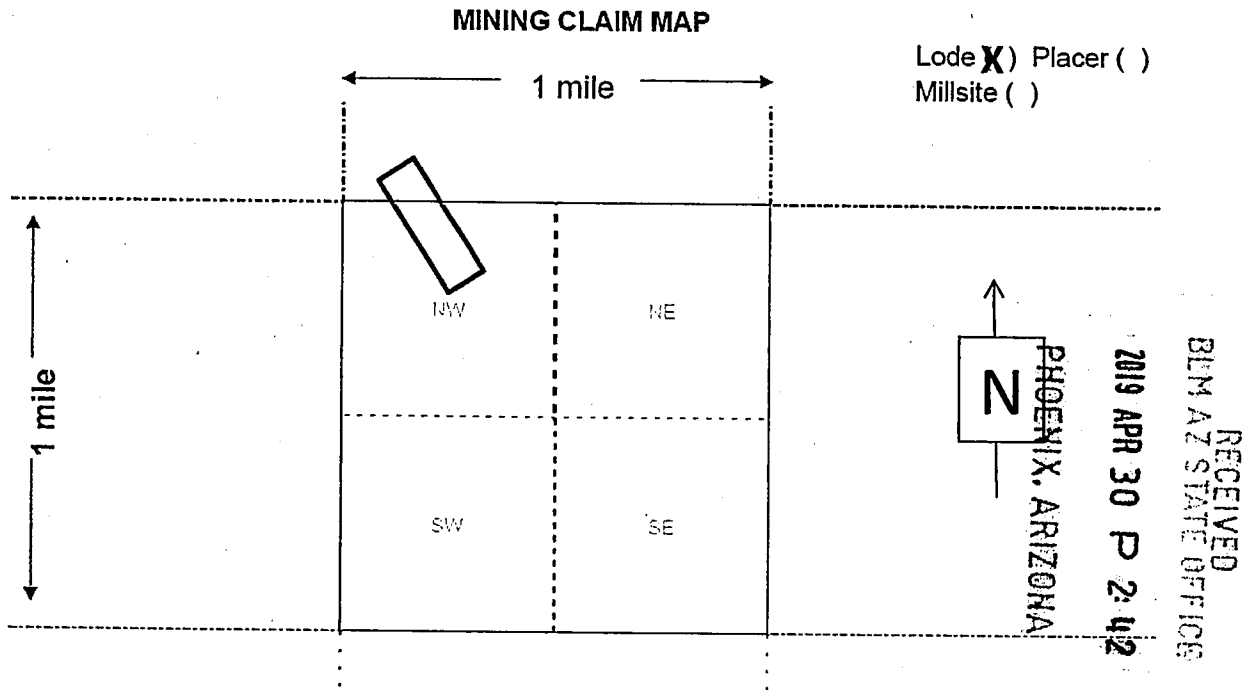 MINING CLAIM MAP
Lode X) Placer ( )
Millsite ( )
1 mile
1 mile
NW
NE
SW
SE
N
RECEIVED
BLM AZ STATE OFFICE
2019 APR 30 P 2:42
PHOENIX, ARIZONA